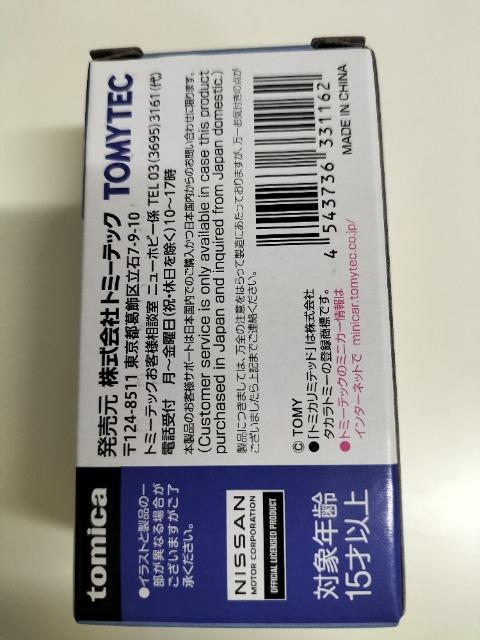 発売元 株式会社トミーテック TOMYTEC
〒124-8511 東京都葛飾区立石7-9-10
トミーテックお客様相談室 ニューホビー係 TEL 03(3695)3161(代)
電話受付 月〜金曜日(祝・休日を除く)10〜17時
本製品のお客様サポートは日本国内でのご購入かつ日本国内からのお問い合わせに限ります。
(Customer service is only available in case this product
purchased in Japan and inquired from Japan domestic.)
製品につきましては、万全の注意をはらって製造にあたっておりますが、万一お気付きの点が
ございましたら上記までご連絡ください。
4 543736 331162
MADE IN CHINA
© TOMY
●「トミカリミテッド」は株式会社
タカラトミーの登録商標です。
●トミーテックのミニカー情報は
インターネットで minicar.tomytec.co.jp/
tomica
●イラストと製品の一
部が異なる場合が
ございますがご了
承ください。
NISSAN
MOTOR CORPORATION
OFFICIAL LICENSED PRODUCT
対象年齢
15才以上